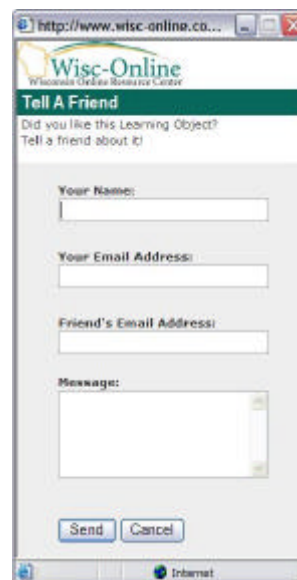 http://www.wisc-online.co...
Wisc-Online
Wisconsin Online Resource Center
Tell A Friend
Did you like this Learning Object?
Tell a friend about it!
Your Name:
Your Email Address:
Friend's Email Address:
Message:
Send Cancel
Internet